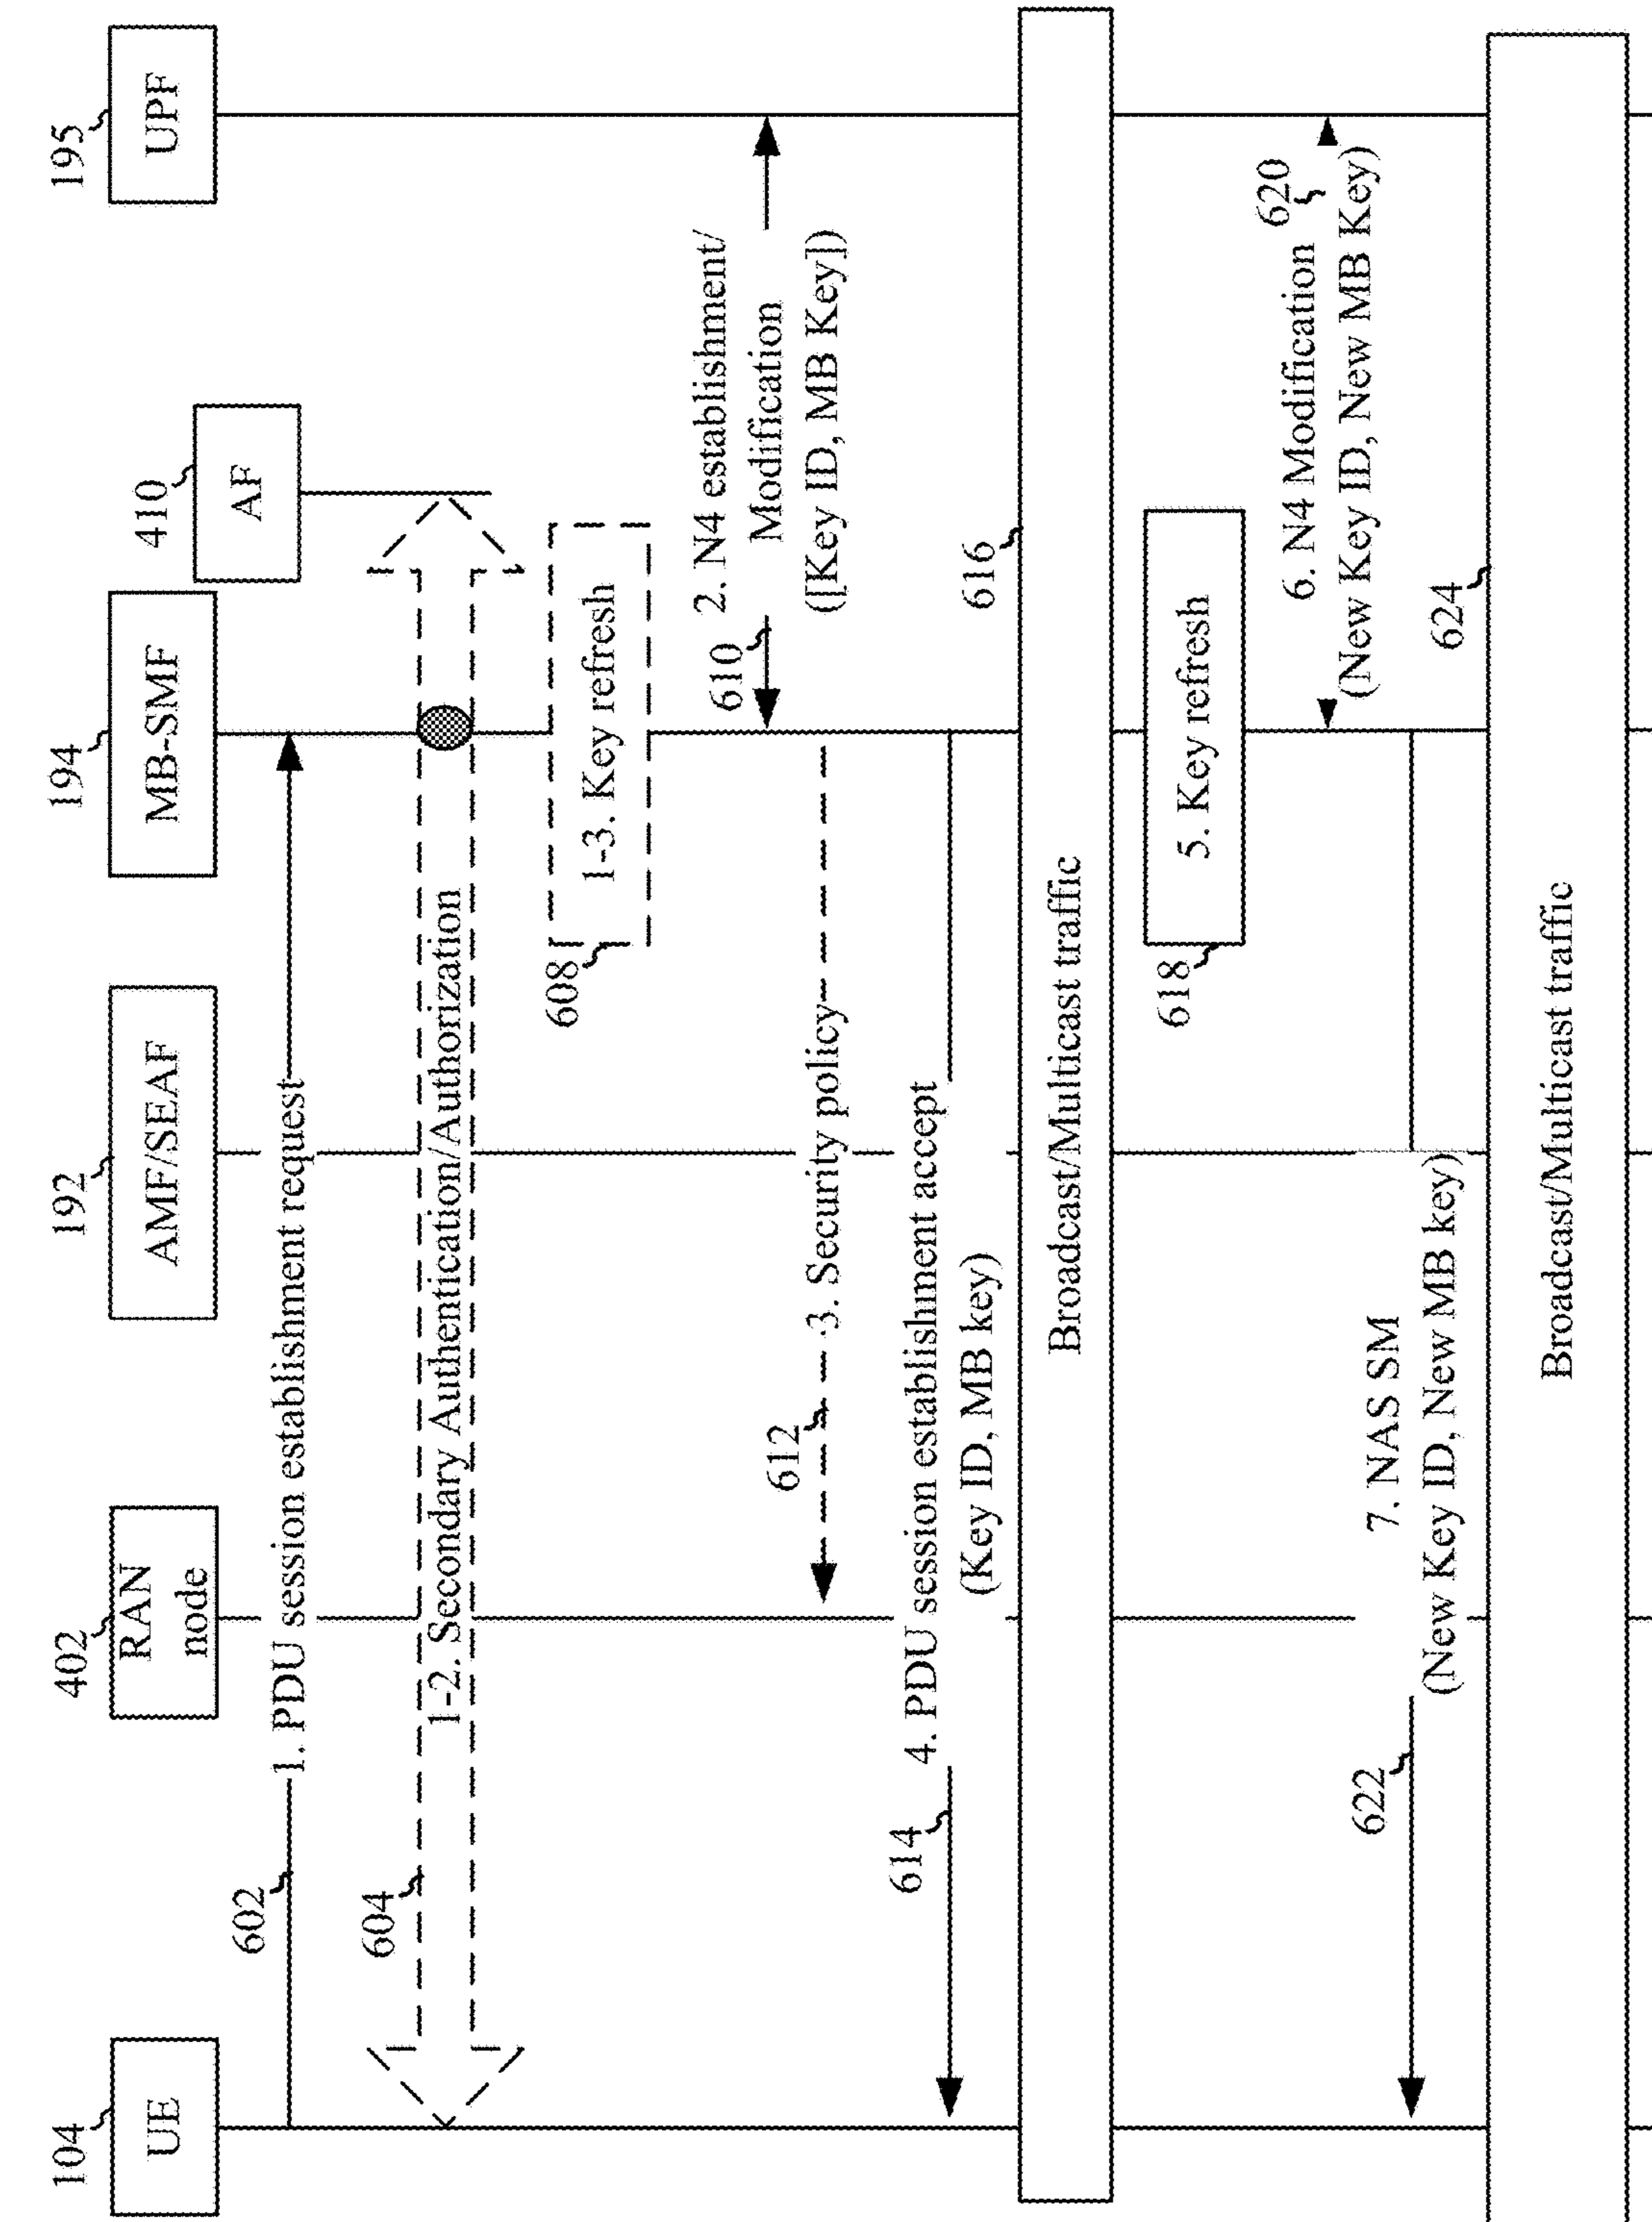 104
UE
402
RAN
node
192
AMF/SEAF
194
MB-SMF
410
AF
195
UPF
602
1. PDU session establishment request
604
1-2. Secondary Authentication/Authorization
608
1-3. Key refresh
610
2. N4 establishment/
Modification
([Key ID, MB Key])
612
3. Security policy
614
4. PDU session establishment accept
(Key ID, MB key)
616
Broadcast/Multicast traffic
618
5. Key refresh
6. N4 Modification
620
(New Key ID, New MB Key)
622
7. NAS SM
(New Key ID, New MB key)
624
Broadcast/Multicast traffic